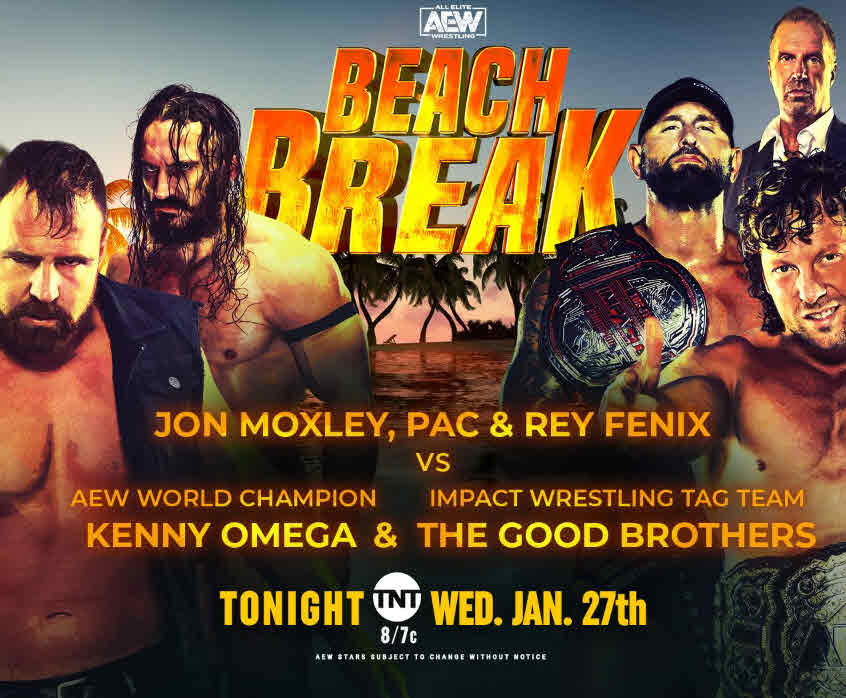 ALL ELITE
AEW
WRESTLING
BEACH
BREAK
JON MOXLEY, PAC & REY FENIX
VS
AEW WORLD CHAMPION IMPACT WRESTLING TAG TEAM
KENNY OMEGA & THE GOOD BROTHERS
TONIGHT TNT WED. JAN. 27th
8/7c
AEW STARS SUBJECT TO CHANGE WITHOUT NOTICE